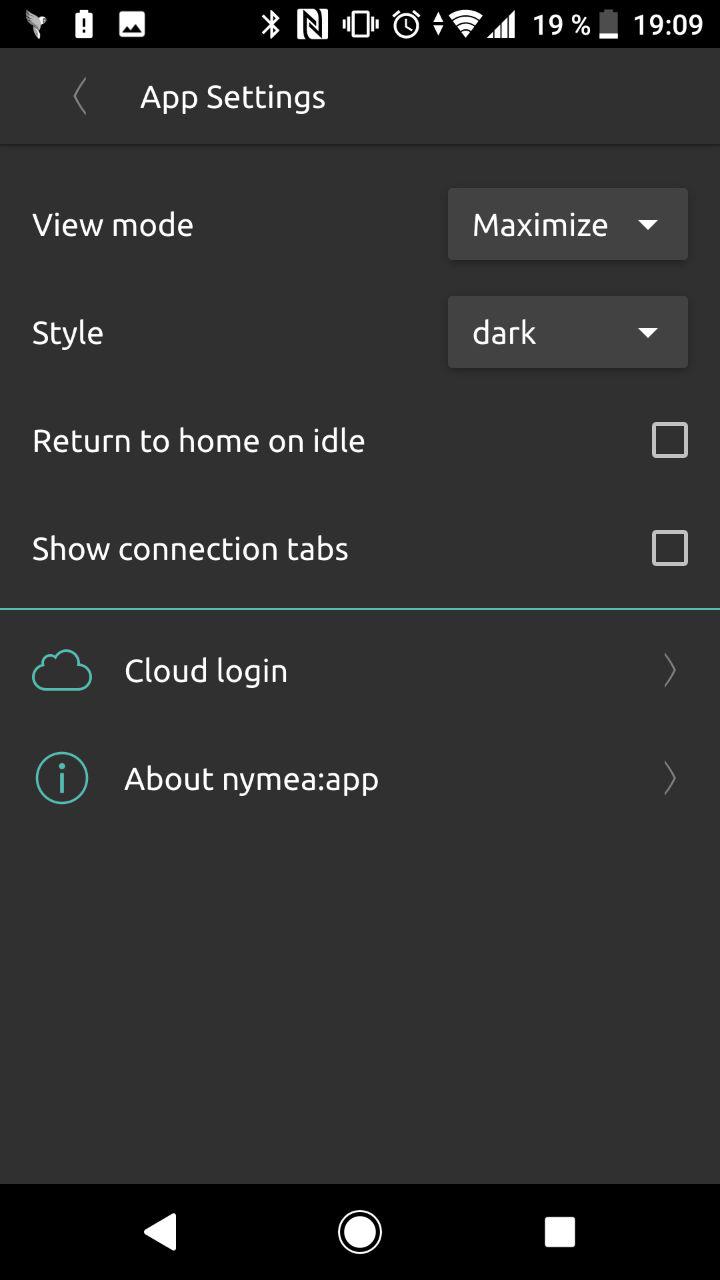 19 % 19:09
App Settings
View mode Maximize
Style dark
Return to home on idle
Show connection tabs
Cloud login
About nymea:app